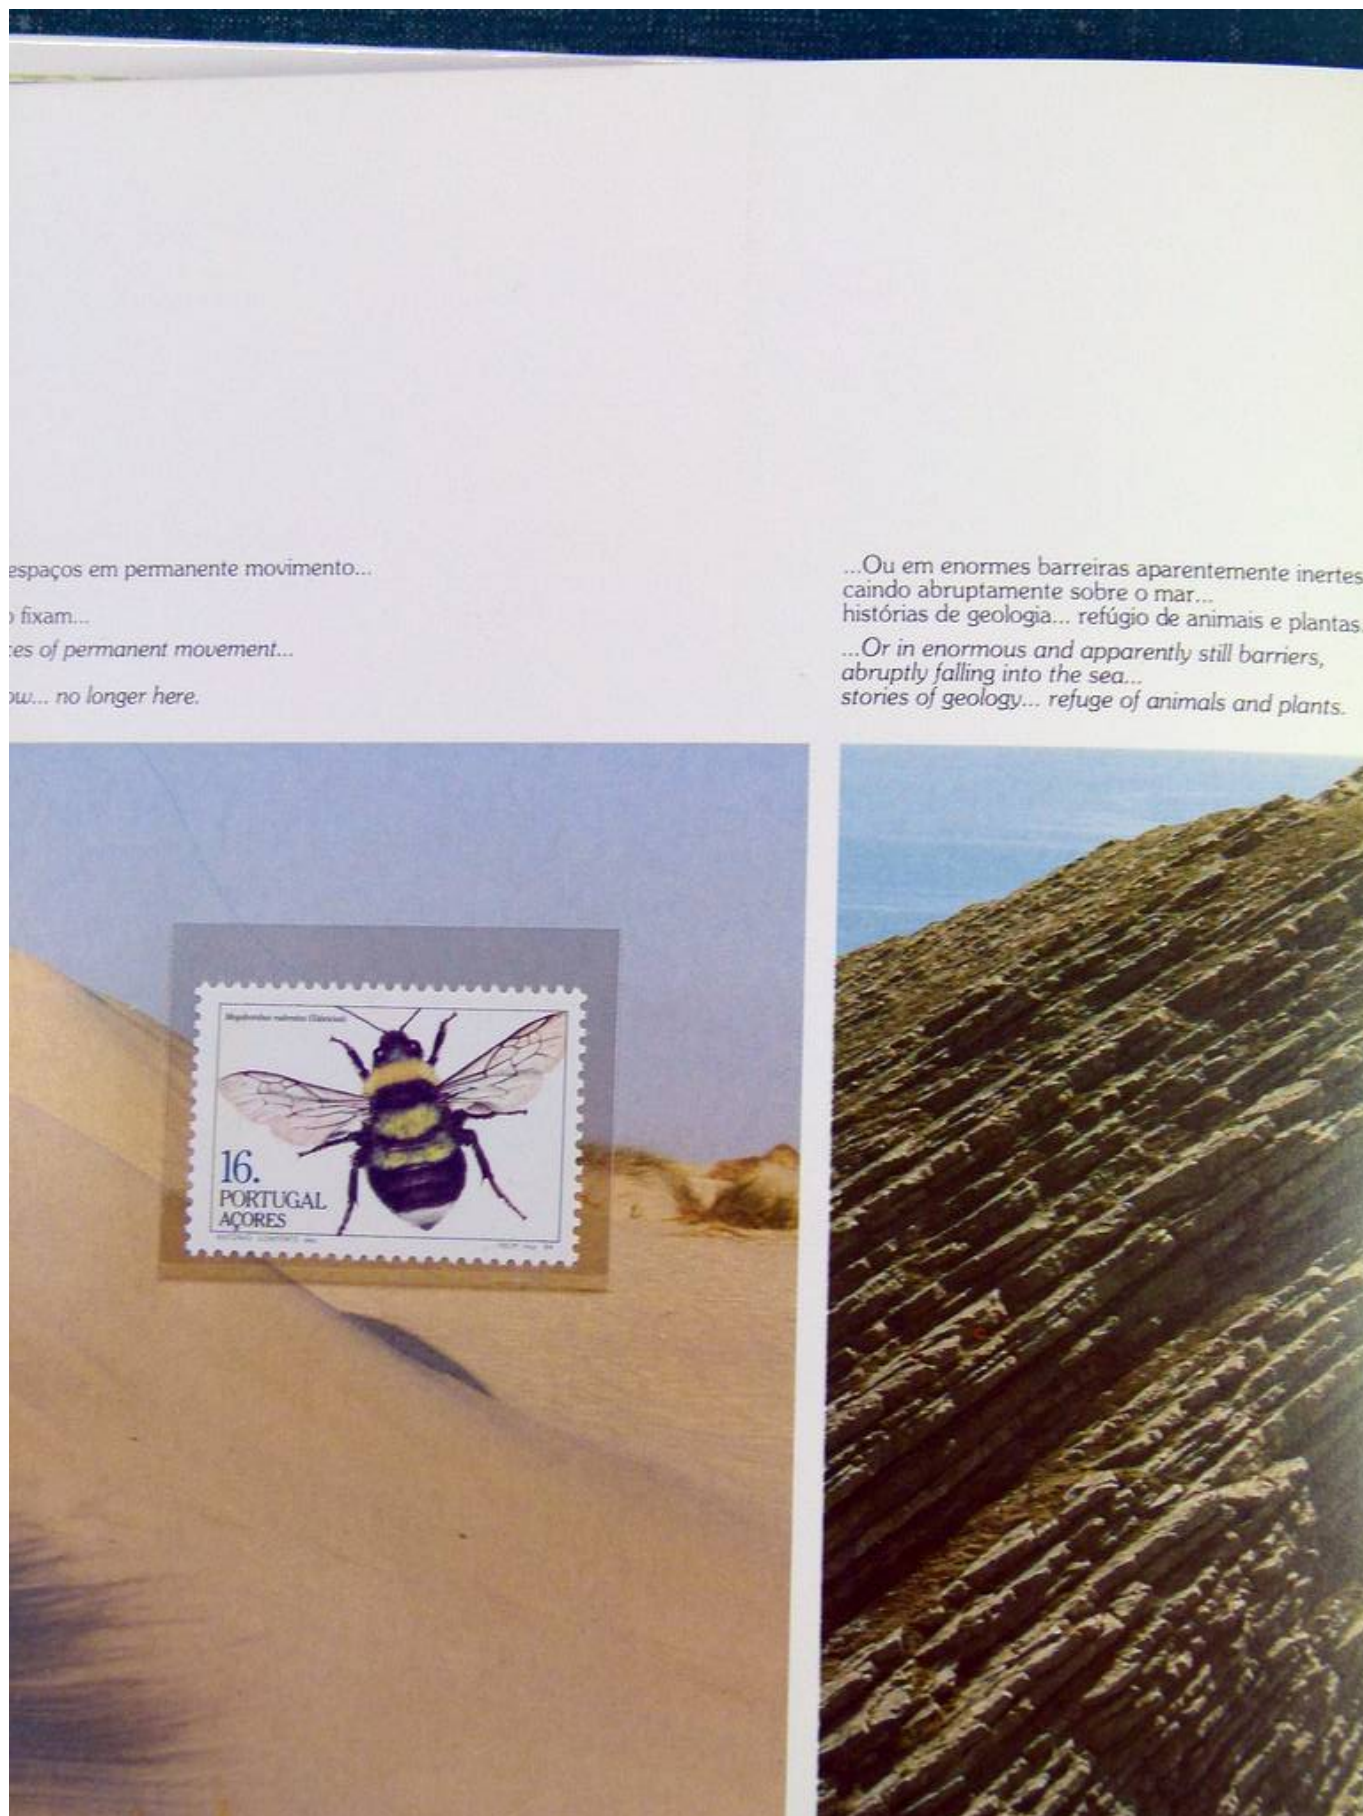 espaços em permanente movimento...
fixam...
of permanent movement...
no longer here.
...Ou em enormes barreiras aparentemente inertes
caindo abruptamente sobre o mar...
histórias de geologia... refúgio de animais e plantas
...Or in enormous and apparently still barriers,
abruptly falling into the sea...
stories of geology... refuge of animals and plants.
16.
PORTUGAL
AÇORES